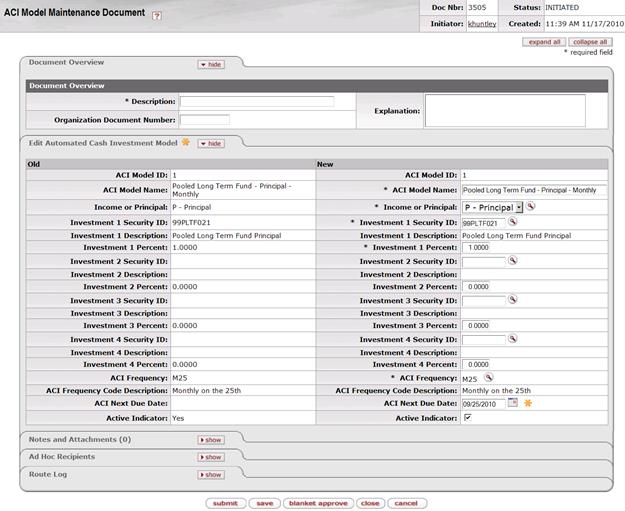 ACI Model Maintenance Document ?
Doc Nbr: 3505 Status: INITIATED
Initiator: khuntley Created: 11:39 AM 11/17/2010
expand all collapse all
* required field
Document Overview hide
Document Overview
* Description:
Explanation:
Organization Document Number:
Edit Automated Cash Investment Model hide
Old New
ACI Model ID: 1 ACI Model ID: 1
ACI Model Name: Pooled Long Term Fund - Principal - Monthly * ACI Model Name: Pooled Long Term Fund - Principal - Monthly
Income or Principal: P - Principal * Income or Principal: P - Principal
Investment 1 Security ID: 99PLTF021 * Investment 1 Security ID: 99PLTF021
Investment 1 Description: Pooled Long Term Fund Principal Investment 1 Description: Pooled Long Term Fund Principal
Investment 1 Percent: 1.0000 * Investment 1 Percent: 1.0000
Investment 2 Security ID: Investment 2 Security ID:
Investment 2 Description: Investment 2 Description:
Investment 2 Percent: 0.0000 Investment 2 Percent: 0.0000
Investment 3 Security ID: Investment 3 Security ID:
Investment 3 Description: Investment 3 Description:
Investment 3 Percent: 0.0000 Investment 3 Percent: 0.0000
Investment 4 Security ID: Investment 4 Security ID:
Investment 4 Description: Investment 4 Description:
Investment 4 Percent: 0.0000 Investment 4 Percent: 0.0000
ACI Frequency: M25 * ACI Frequency: M25
ACI Frequency Code Description: Monthly on the 25th ACI Frequency Code Description: Monthly on the 25th
ACI Next Due Date: ACI Next Due Date: 09/25/2010
Active Indicator: Yes Active Indicator:
Notes and Attachments (0) show
Ad Hoc Recipients show
Route Log show
submit save blanket approve close cancel